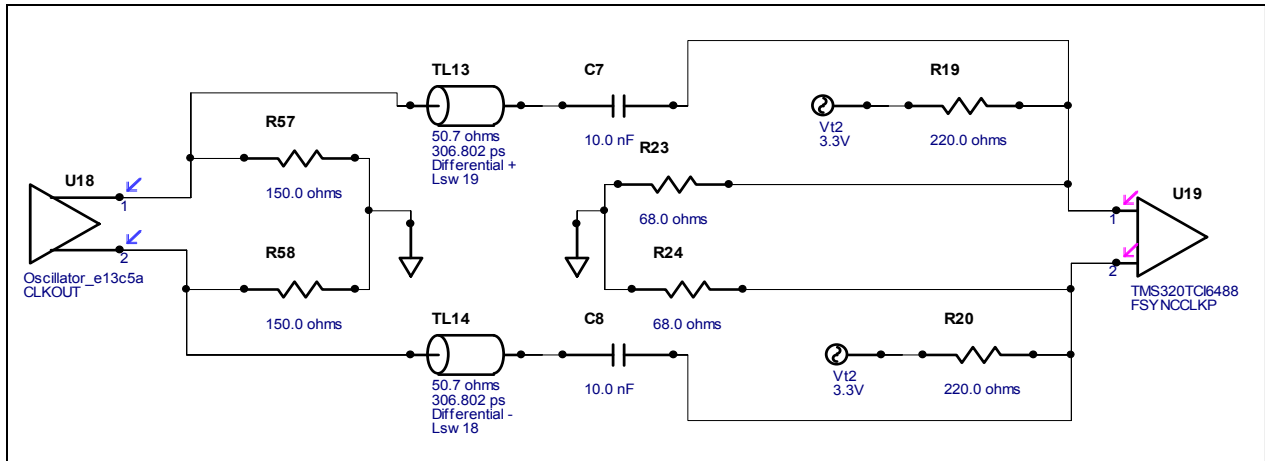 TL13
50.7 ohms
306.802 ps
Differential +
Lsw 19
C7
10.0 nF
R19
220.0 ohms
Vt2
3.3V
R57
150.0 ohms
R23
68.0 ohms
U18
1
2
Oscillator_e13c5a
CLKOUT
U19
1
2
TMS320TCI6488
FSYNCCLKP
R58
150.0 ohms
R24
68.0 ohms
TL14
50.7 ohms
306.802 ps
Differential -
Lsw 18
C8
10.0 nF
R20
220.0 ohms
Vt2
3.3V